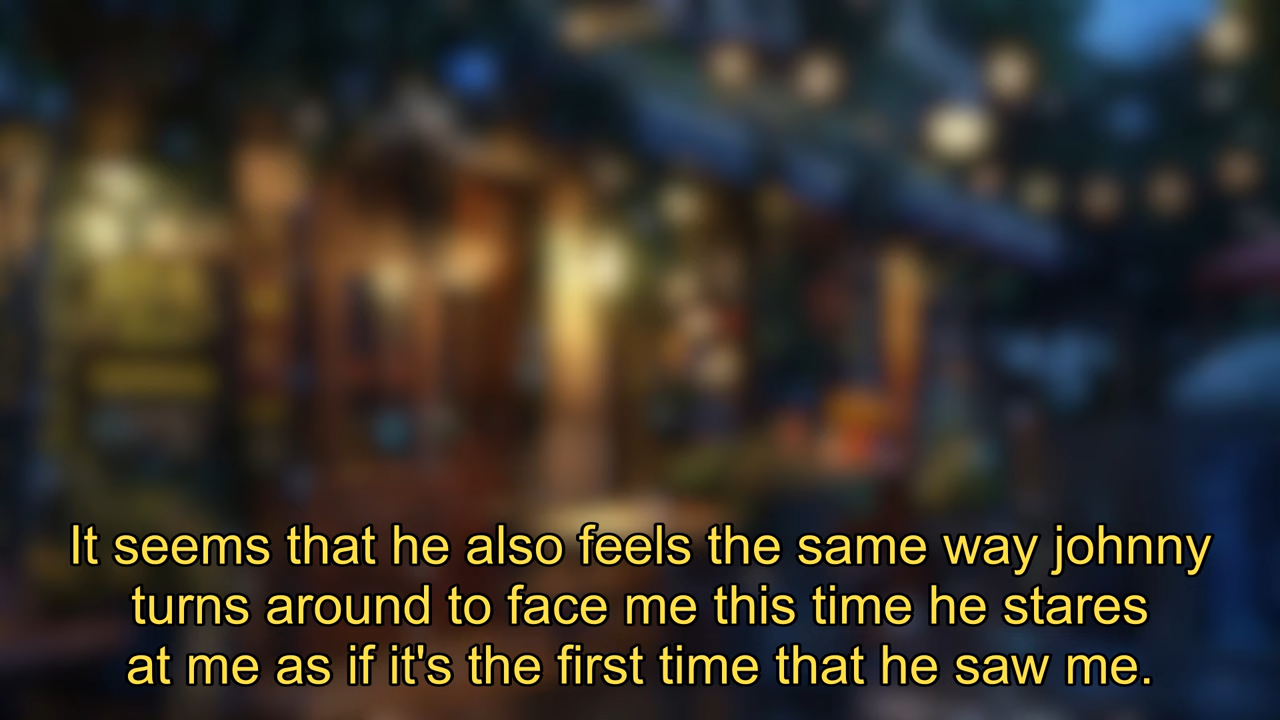 It seems that he also feels the same way johnny
turns around to face me this time he stares
at me as if it's the first time that he saw me.